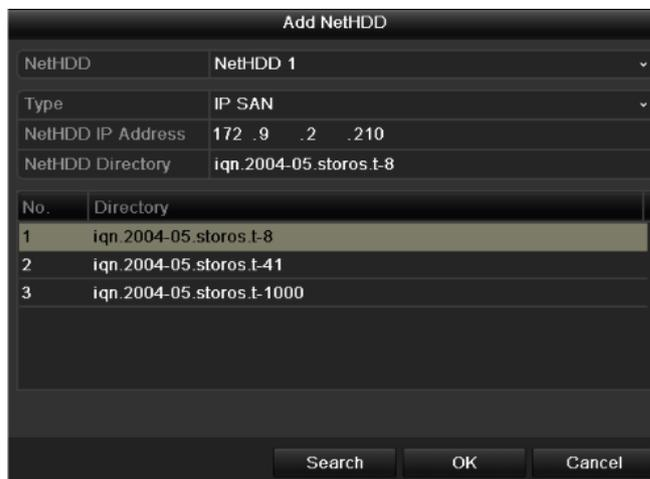 Add NetHDD
NetHDD NetHDD 1
Type IP SAN
NetHDD IP Address 172 .9 .2 .210
NetHDD Directory iqn.2004-05.storos.t-8
No. Directory
1 iqn.2004-05.storos.t-8
2 iqn.2004-05.storos.t-41
3 iqn.2004-05.storos.t-1000
Search OK Cancel